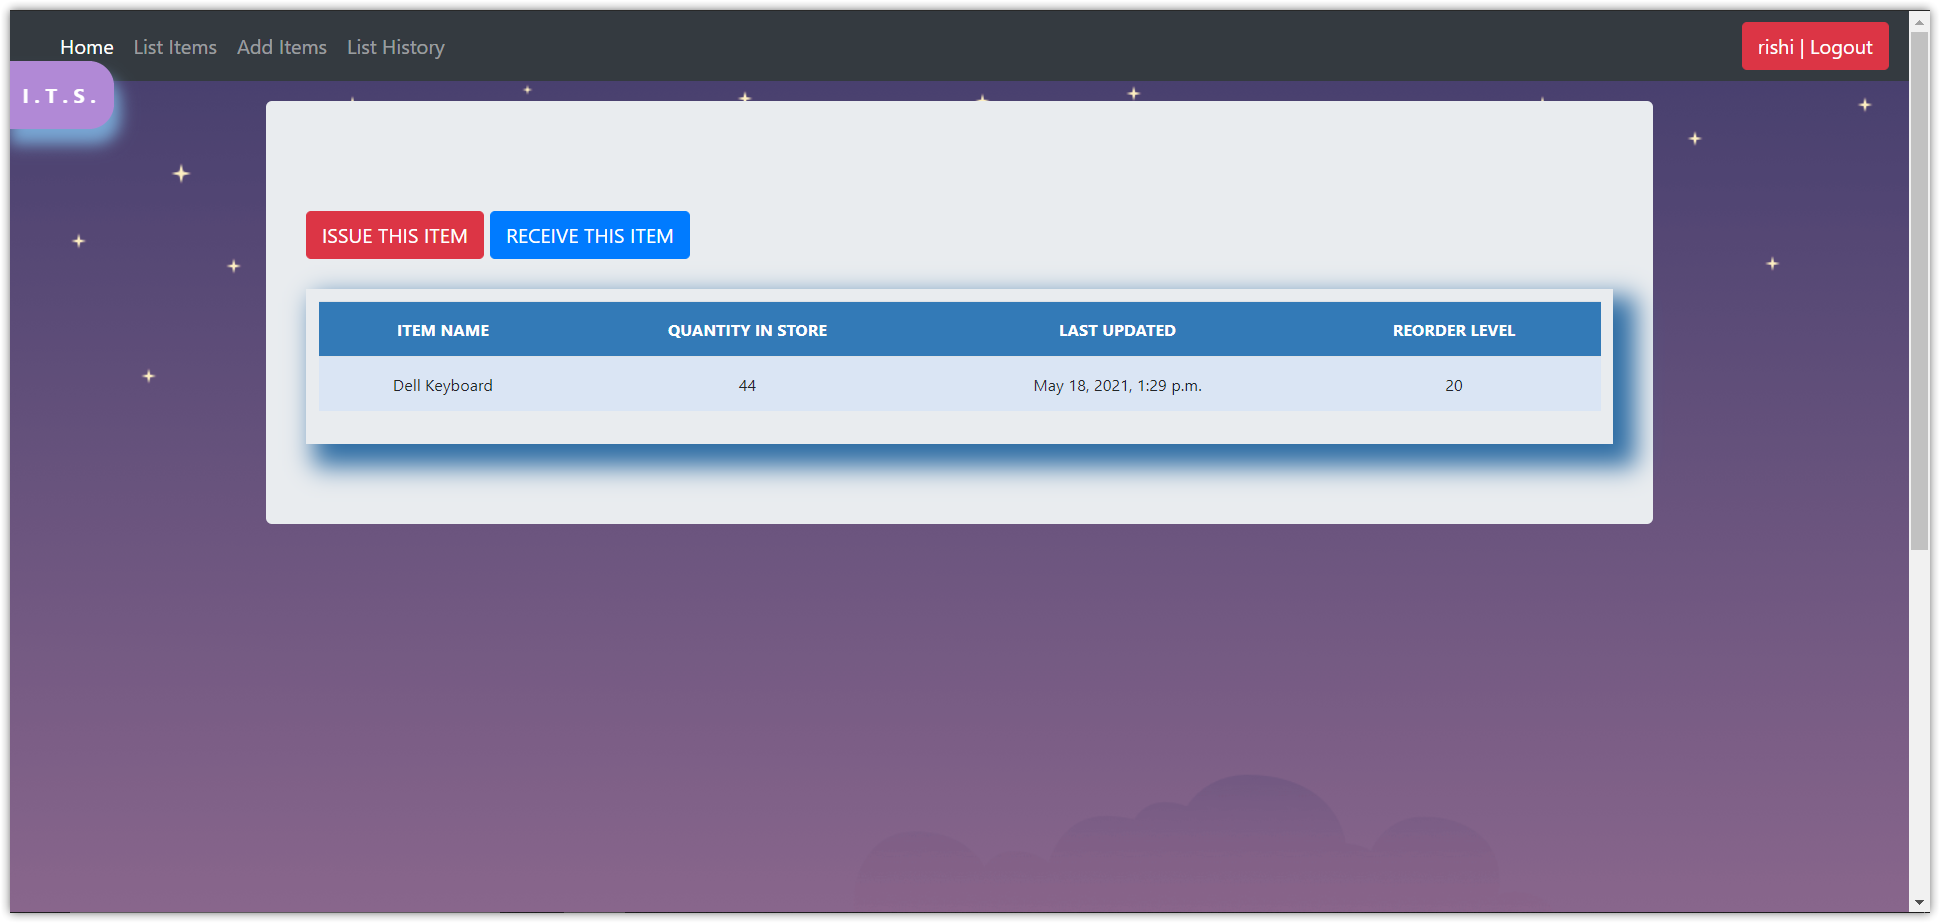 Home List Items Add Items List History rishi | Logout
I.T.S.
ISSUE THIS ITEM RECEIVE THIS ITEM
ITEM NAME QUANTITY IN STORE LAST UPDATED REORDER LEVEL
Dell Keyboard 44 May 18, 2021, 1:29 p.m. 20